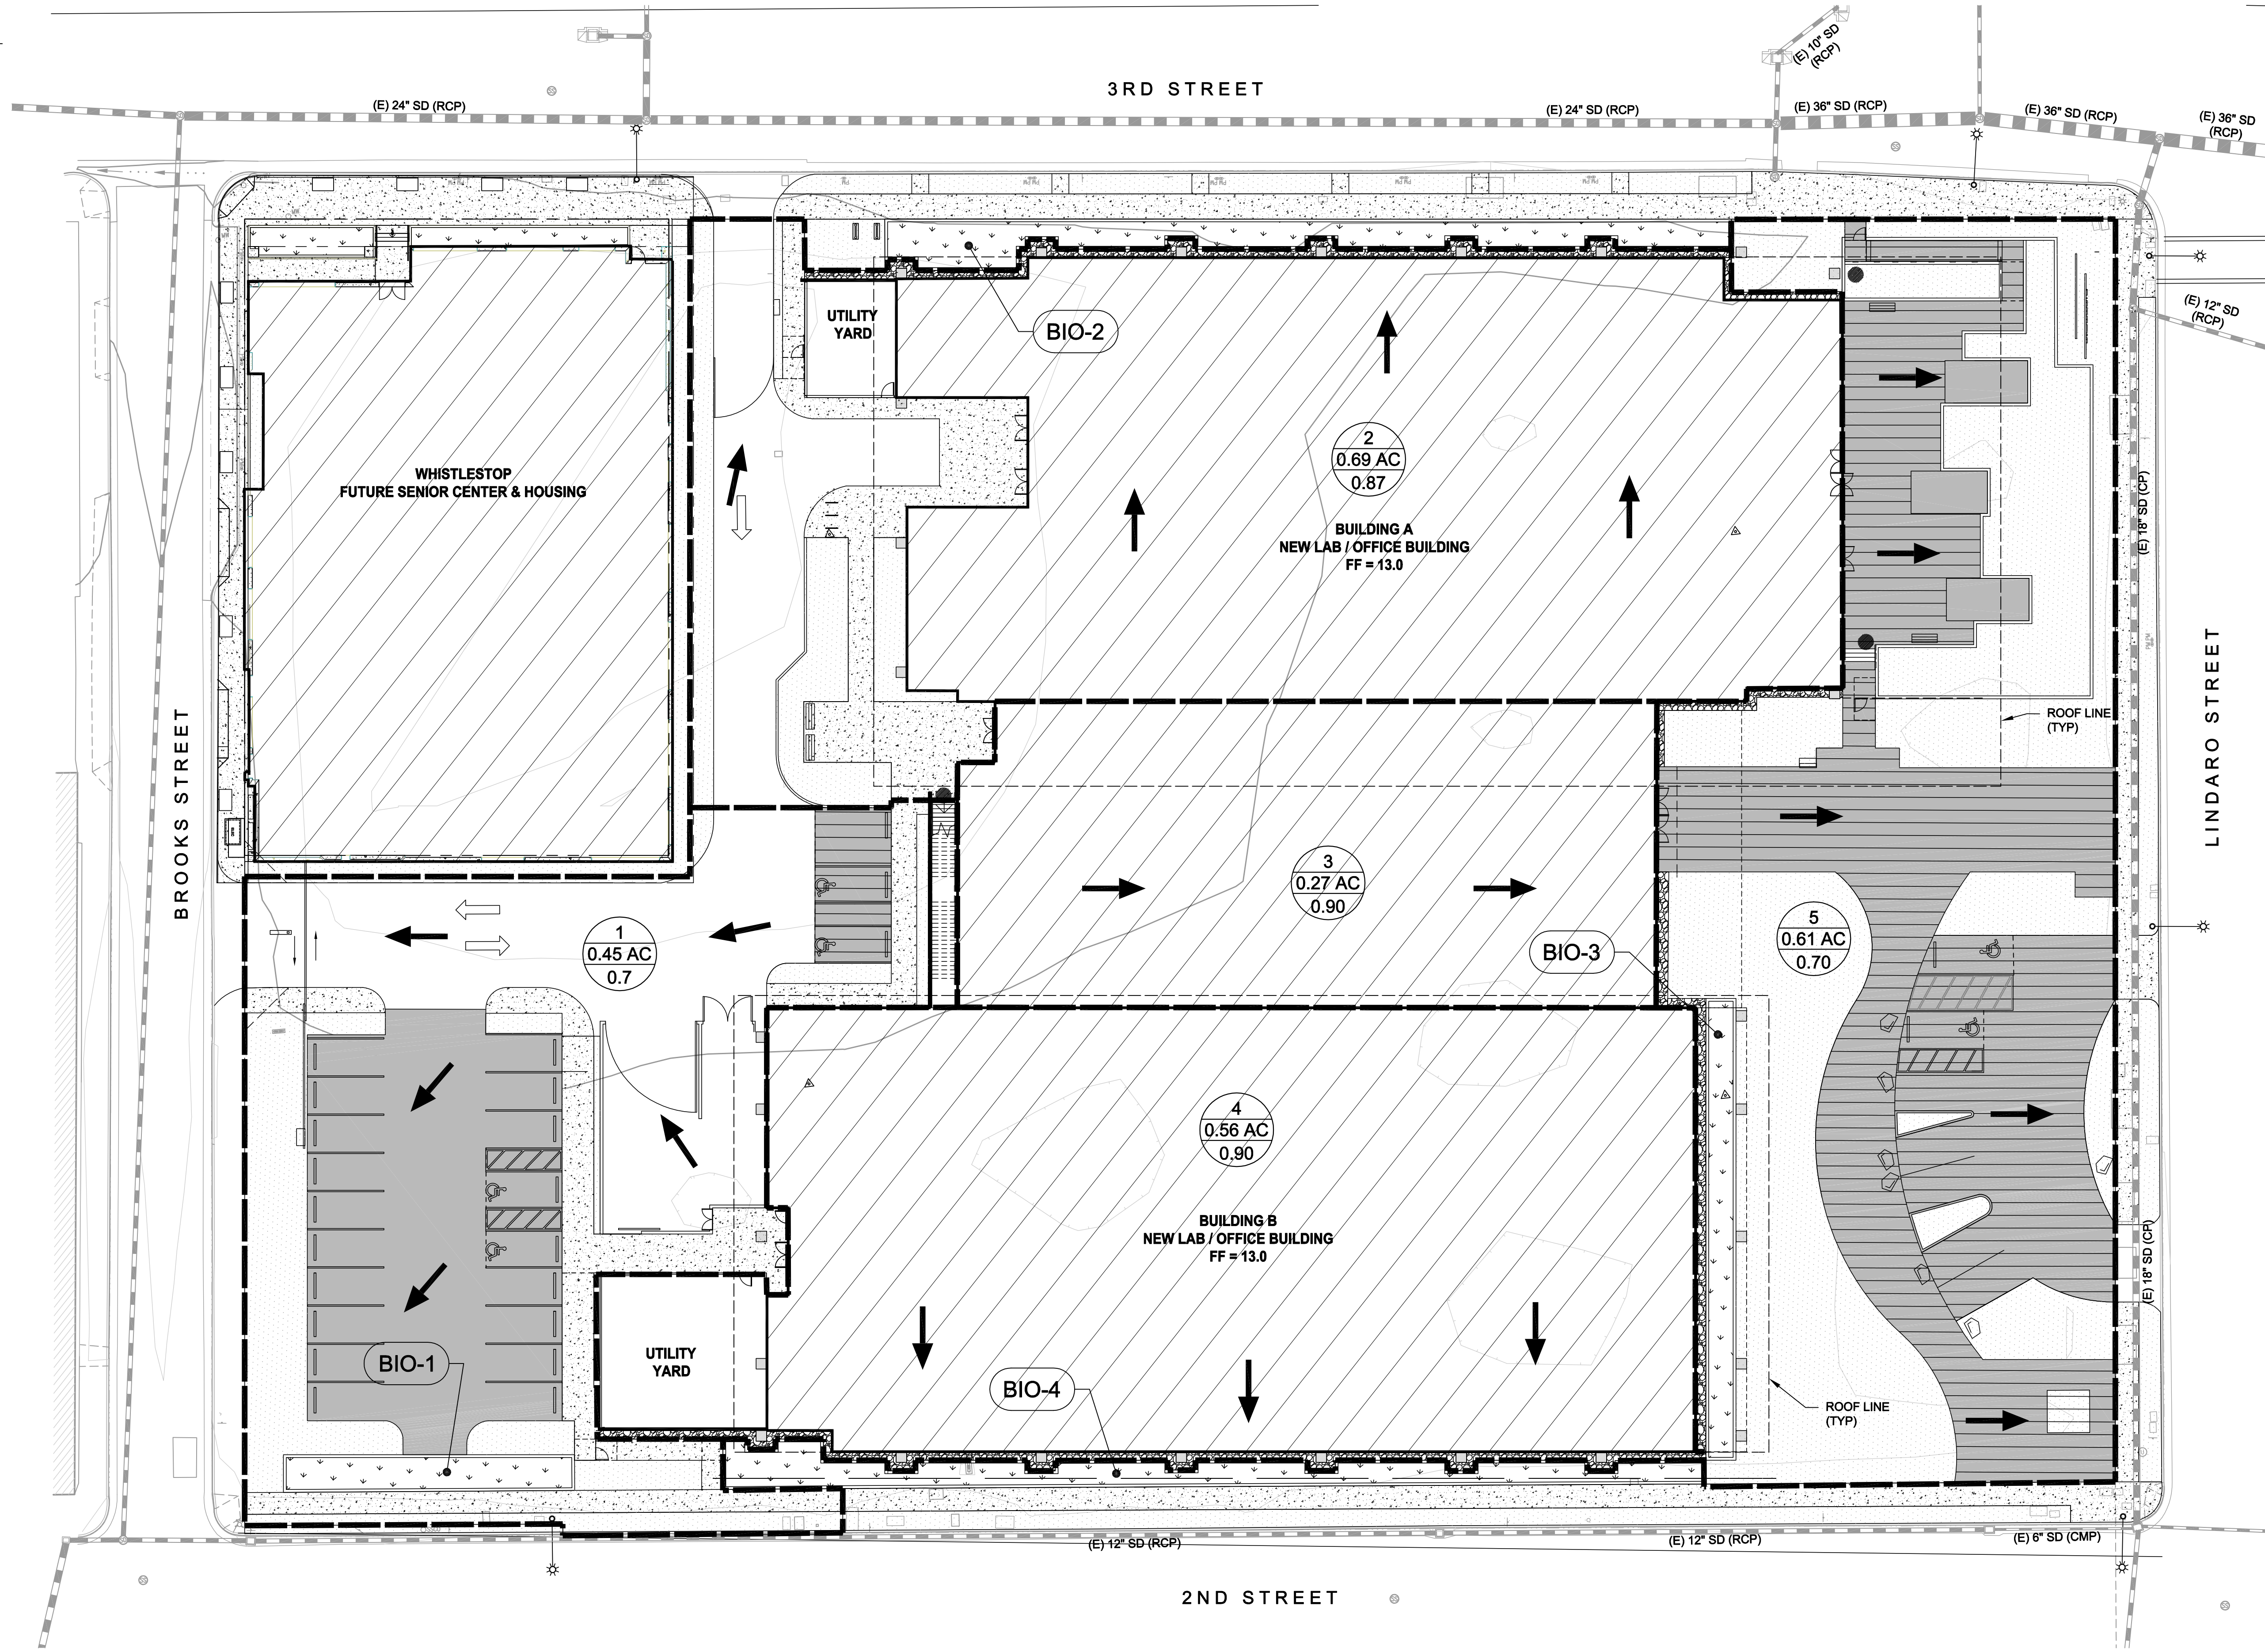 (E) 10" SD
(RCP)
3RD STREET
(E) 24" SD (RCP)
(E) 24" SD (RCP)
(E) 36" SD (RCP)
(E) 36" SD (RCP)
(E) 36" SD
(RCP)
(E) 12" SD
(RCP)
UTILITY
YARD
BIO-2
WHISTLESTOP
FUTURE SENIOR CENTER & HOUSING
2
0.69 AC
0.87
BUILDING A
NEW LAB / OFFICE BUILDING
FF = 13.0
(E) 18" SD (CP)
ROOF LINE
(TYP)
BROOKS STREET
LINDARO STREET
3
0.27 AC
0.90
1
0.45 AC
0.7
5
0.61 AC
0.70
BIO-3
4
0.56 AC
0.90
BUILDING B
NEW LAB / OFFICE BUILDING
FF = 13.0
(E) 18" SD (CP)
UTILITY
YARD
BIO-1
BIO-4
ROOF LINE
(TYP)
(E) 12" SD (RCP)
(E) 12" SD (RCP)
(E) 6" SD (CMP)
2ND STREET